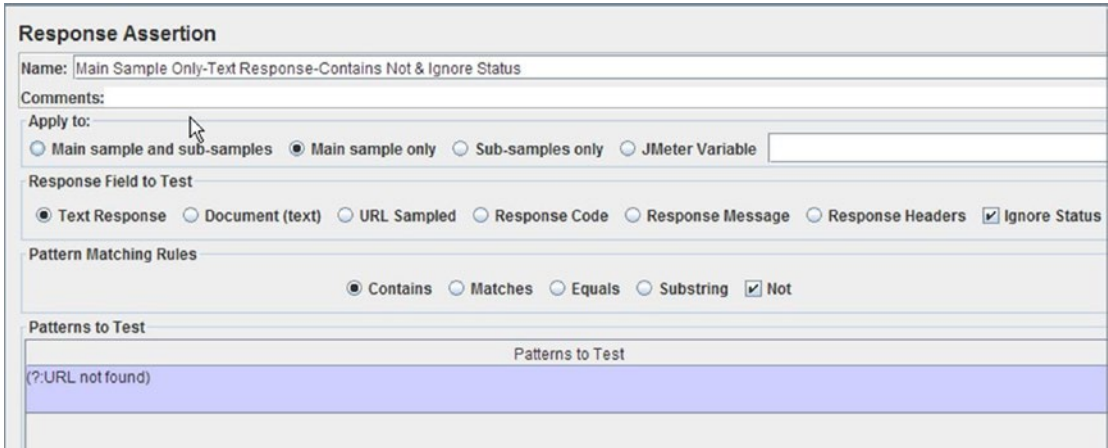 Response Assertion
Name: Main Sample Only-Text Response-Contains Not & Ignore Status
Comments:
Apply to:
Main sample and sub-samples Main sample only Sub-samples only JMeter Variable
Response Field to Test
Text Response Document (text) URL Sampled Response Code Response Message Response Headers Ignore Status
Pattern Matching Rules
Contains Matches Equals Substring Not
Patterns to Test
Patterns to Test
(?:URL not found)